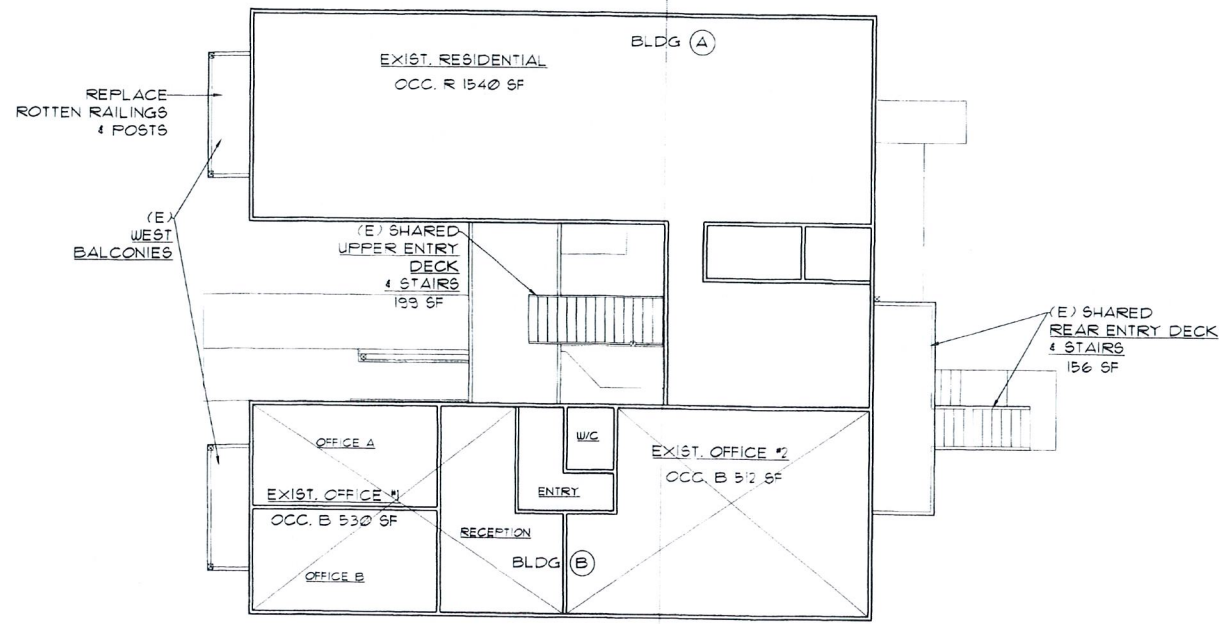 BLDG A
EXIST. RESIDENTIAL
OCC. R 1540 SF
REPLACE
ROTTEN RAILINGS
& POSTS
(E)
WEST
BALCONIES
(E) SHARED
UPPER ENTRY
DECK
& STAIRS
199 SF
(E) SHARED
REAR ENTRY DECK
& STAIRS
156 SF
OFFICE A
EXIST. OFFICE #1
OCC. B 530 SF
OFFICE B
RECEPTION
ENTRY
W/C
EXIST. OFFICE #2
OCC. B 512 SF
BLDG B